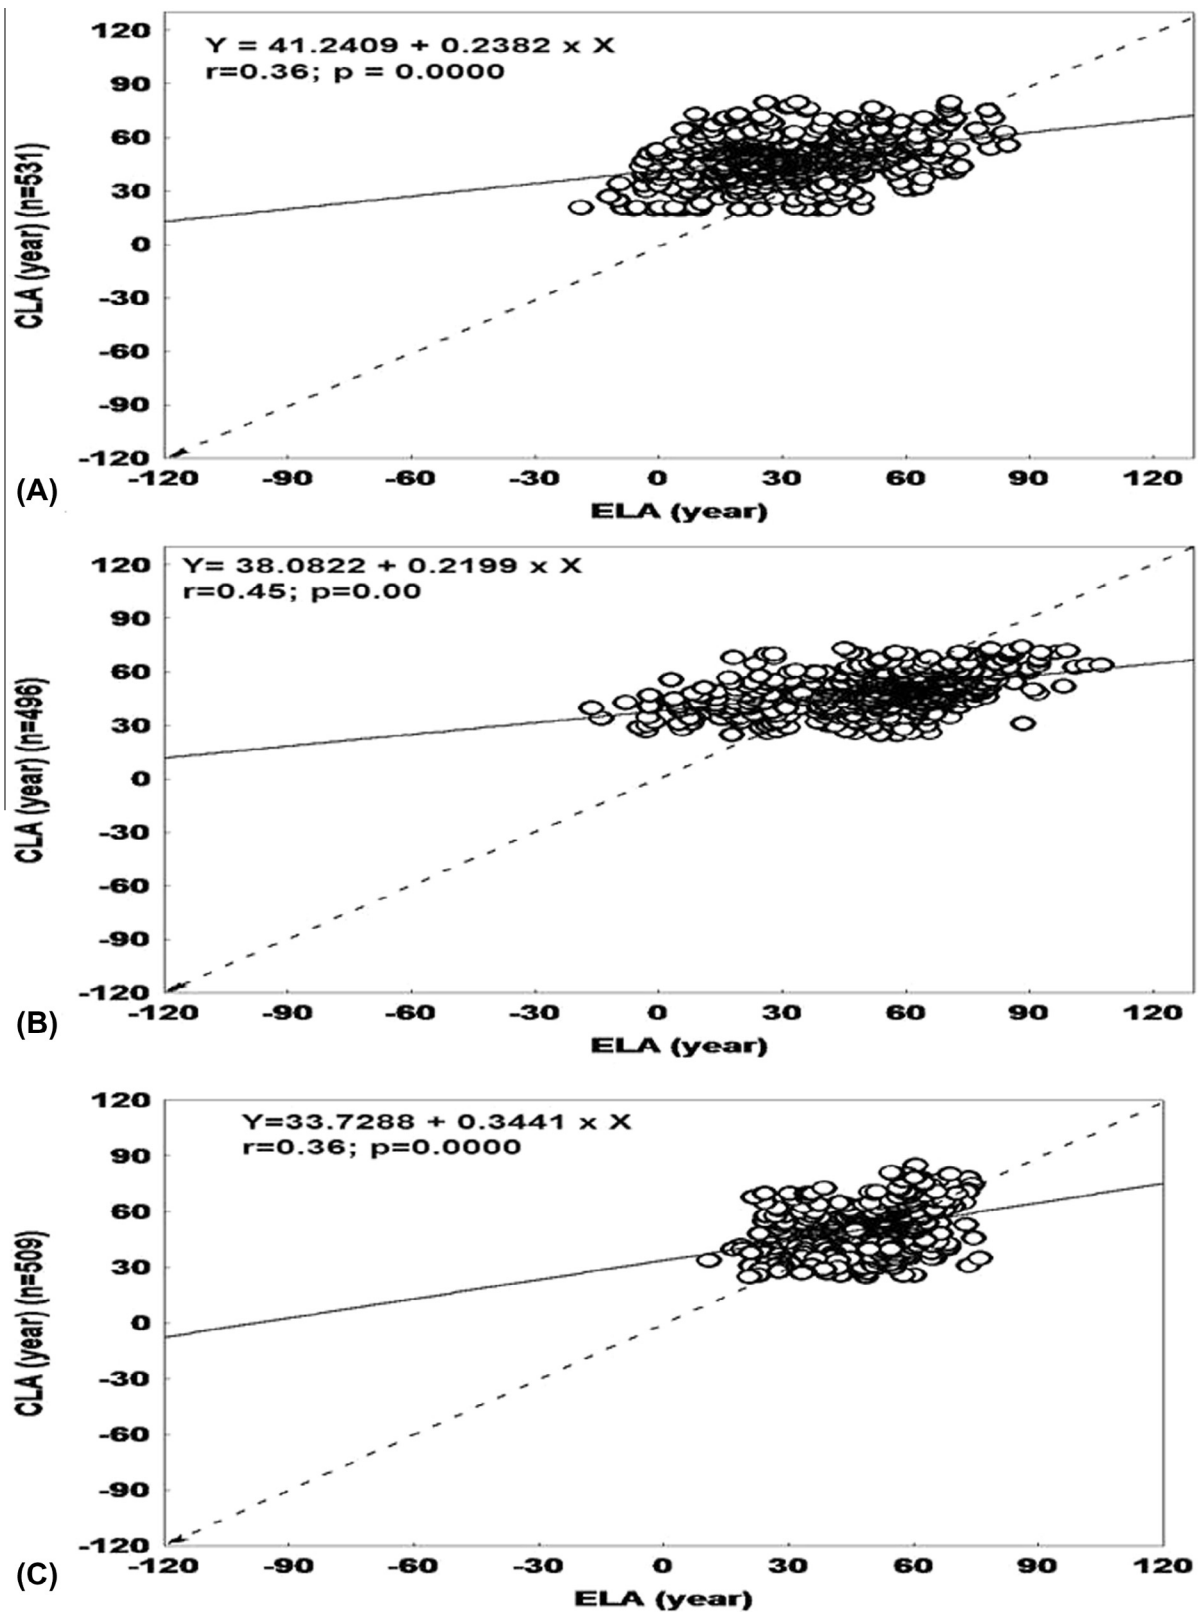 120
Y = 41.2409 + 0.2382 x X
r=0.36; p = 0.0000
90
60
30
0
-30
-60
-90
-120
CLA (year) (n=531)
-120 -90 -60 -30 0 30 60 90 120
(A)
ELA (year)
120
Y= 38.0822 + 0.2199 x X
r=0.45; p=0.00
90
60
30
0
-30
-60
-90
-120
CLA (year) (n=496)
-120 -90 -60 -30 0 30 60 90 120
(B)
ELA (year)
120
Y=33.7288 + 0.3441 x X
r=0.36; p=0.0000
90
60
30
0
-30
-60
-90
-120
CLA (year) (n=509)
-120 -90 -60 -30 0 30 60 90 120
(C)
ELA (year)